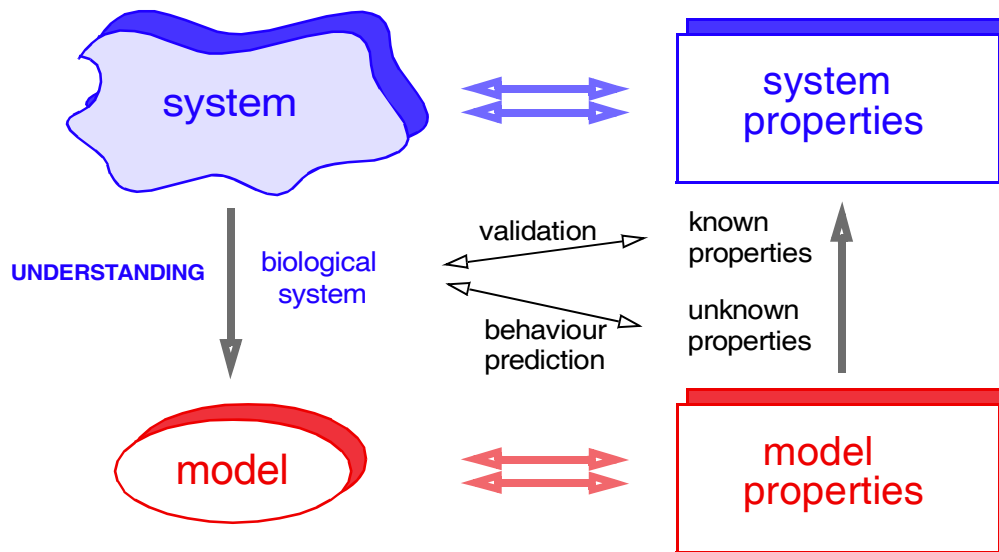 system
system
properties
validation
known
properties
UNDERSTANDING
biological
system
behaviour
prediction
unknown
properties
model
model
properties